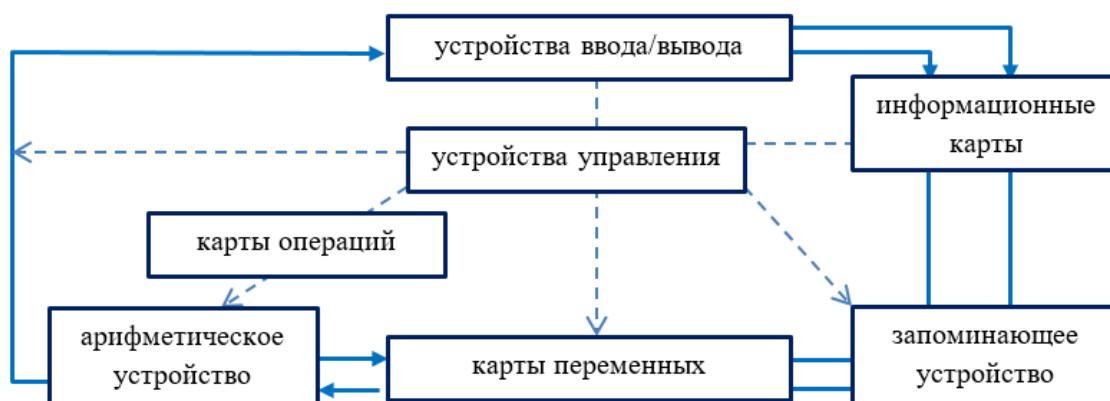 устройства ввода/вывода
информационные
карты
устройства управления
карты операций
арифметическое
устройство
карты переменных
запоминающее
устройство